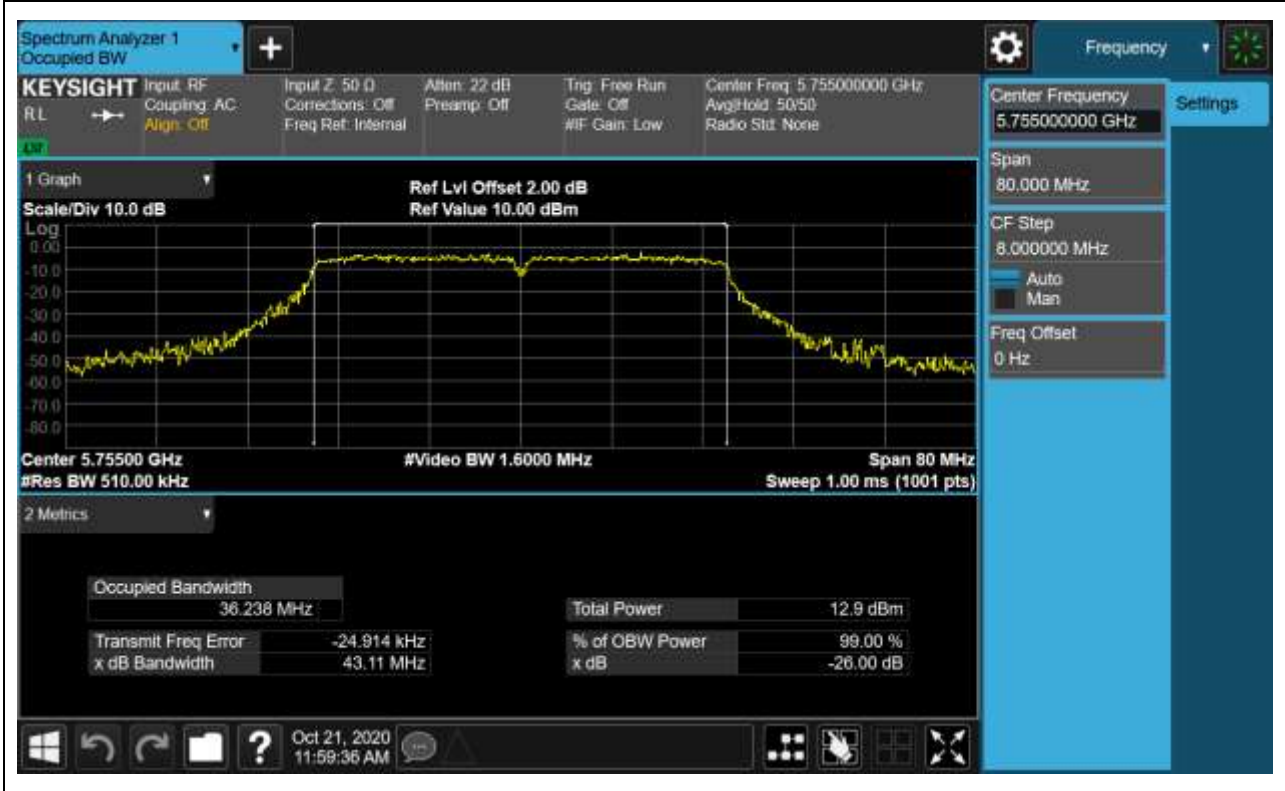 Spectrum Analyzer 1
Occupied BW
Frequency
KEYSIGHT
RL
Input: RF
Coupling: AC
Align: Off
Input Z: 50 Ω
Corrections: Off
Freq Ref: Internal
Atten: 22 dB
Preamp: Off
Trig: Free Run
Gate: Off
#IF Gain: Low
Center Freq: 5.755000000 GHz
Avg|Hold: 50/50
Radio Std: None
Center Frequency
5.755000000 GHz
Settings
Span
80.000 MHz
CF Step
8.000000 MHz
Auto
Man
Freq Offset
0 Hz
1 Graph
Scale/Div 10.0 dB
Ref Lvl Offset 2.00 dB
Ref Value 10.00 dBm
Log
0.00
-10.0
-20.0
-30.0
-40.0
-50.0
-60.0
-70.0
-80.0
Center 5.75500 GHz
#Video BW 1.6000 MHz
Span 80 MHz
#Res BW 510.00 kHz
Sweep 1.00 ms (1001 pts)
2 Metrics
Occupied Bandwidth
36.238 MHz
Total Power 12.9 dBm
Transmit Freq Error -24.914 kHz
% of OBW Power 99.00 %
x dB Bandwidth 43.11 MHz
x dB -26.00 dB
Oct 21, 2020
11:59:36 AM